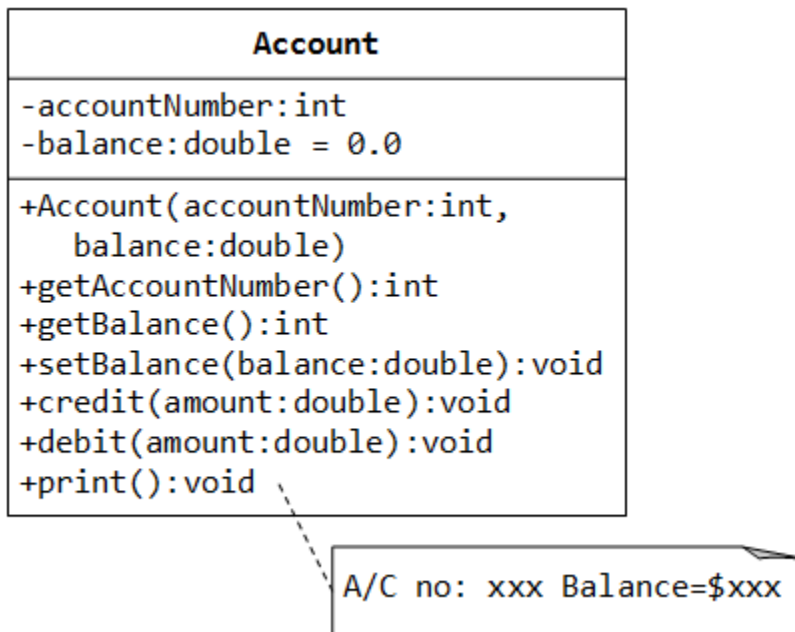 Account
-accountNumber:int
-balance:double = 0.0
+Account(accountNumber:int,
balance:double)
+getAccountNumber():int
+getBalance():int
+setBalance(balance:double):void
+credit(amount:double):void
+debit(amount:double):void
+print():void
A/C no: xxx Balance=$xxx